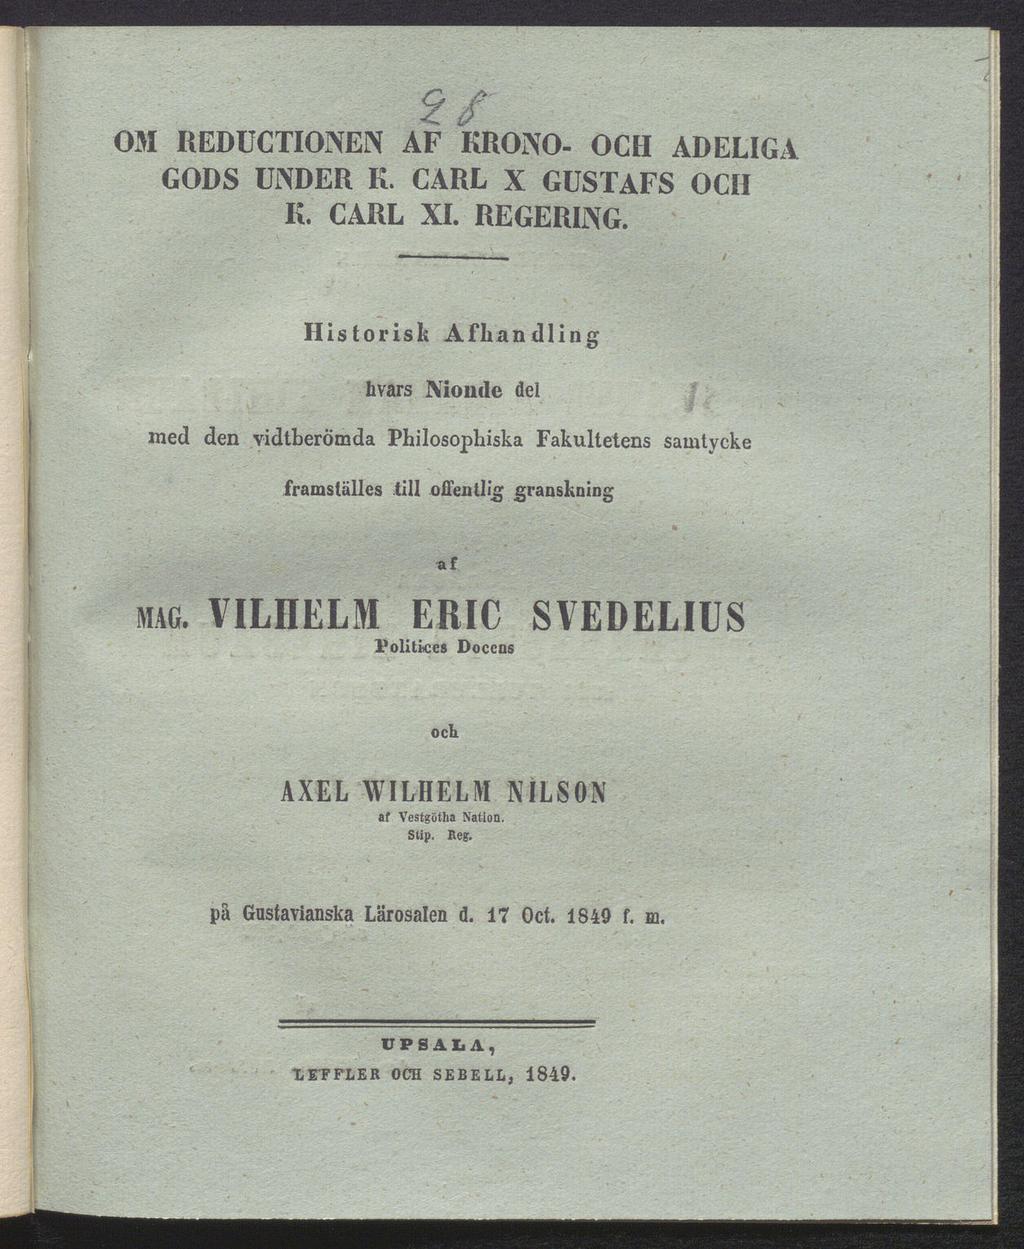 28
OM REDUCTIONEN AF KRONO- OCH ADELIGA
GODS UNDER K. CARL X GUSTAFS OCH
K. CARL XI. REGERING.
Historisk Afhandling
hvars Nionde del
med den vidtberömda Philosophiska Fakultetens samtycke
framställes till offentlig granskning
af
MAG. VILHELM ERIC SVEDELIUS
Politices Docens
och
AXEL WILHELM NILSON
af Vestgötha Nation.
Stip. Reg.
på Gustavianska Lärosalen d. 17 Oct. 1849 f. m.
UPSALA,
LEFFLER OCH SEBELL, 1849.